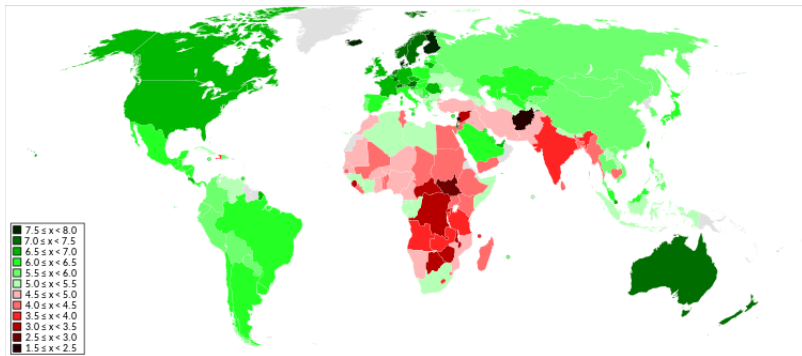 7.5 ≤ x < 8.0
7.0 ≤ x < 7.5
6.5 ≤ x < 7.0
6.0 ≤ x < 6.5
5.5 ≤ x < 6.0
5.0 ≤ x < 5.5
4.5 ≤ x < 5.0
4.0 ≤ x < 4.5
3.5 ≤ x < 4.0
3.0 ≤ x < 3.5
2.5 ≤ x < 3.0
1.5 ≤ x < 2.5